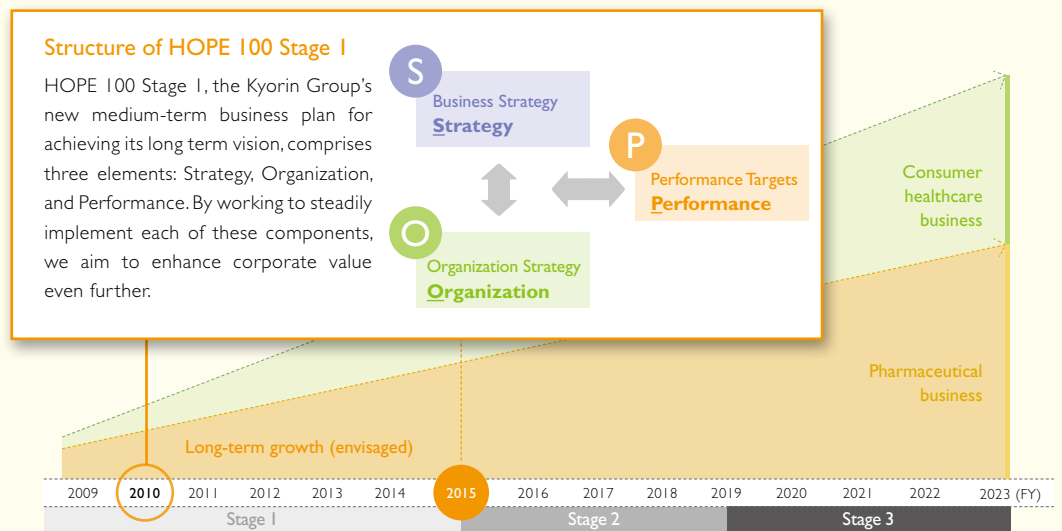 Structure of HOPE 100 Stage 1
HOPE 100 Stage 1, the Kyorin Group's
new medium-term business plan for
achieving its long term vision, comprises
three elements: Strategy, Organization,
and Performance. By working to steadily
implement each of these components,
we aim to enhance corporate value
even further.
S
Business Strategy
Strategy
P
Performance Targets
Performance
O
Organization Strategy
Organization
Consumer
healthcare
business
Pharmaceutical
business
Long-term growth (envisaged)
2009 2010 2011 2012 2013 2014 2015 2016 2017 2018 2019 2020 2021 2022 2023 (FY)
Stage 1 Stage 2 Stage 3